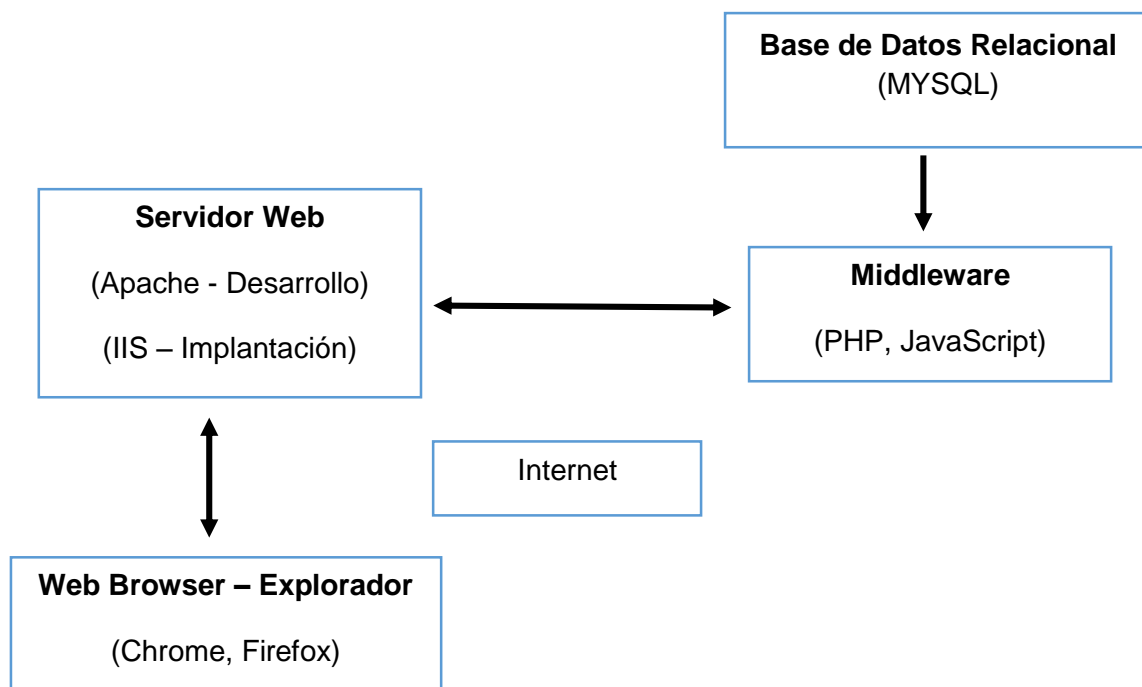 Base de Datos Relacional
(MYSQL)
Servidor Web
(Apache - Desarrollo)
(IIS – Implantación)
Middleware
(PHP, JavaScript)
Internet
Web Browser – Explorador
(Chrome, Firefox)